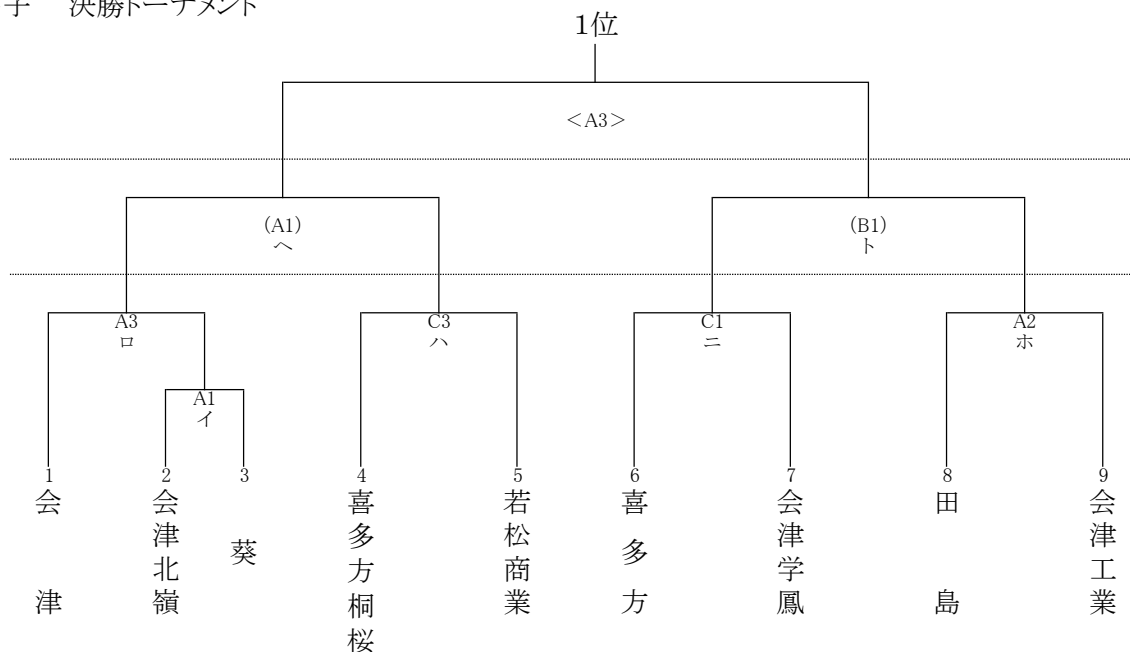 子 決勝トーナメント
1位
<A3>
(A1)
ヘ
(B1)
ト
A3
ロ
C3
ハ
C1
ニ
A2
ホ
A1
イ
1
2
3
4
5
6
7
8
9
会津
会津北嶺
葵
喜多方桐桜
若松商業
喜多方
会津学鳳
田島
会津工業